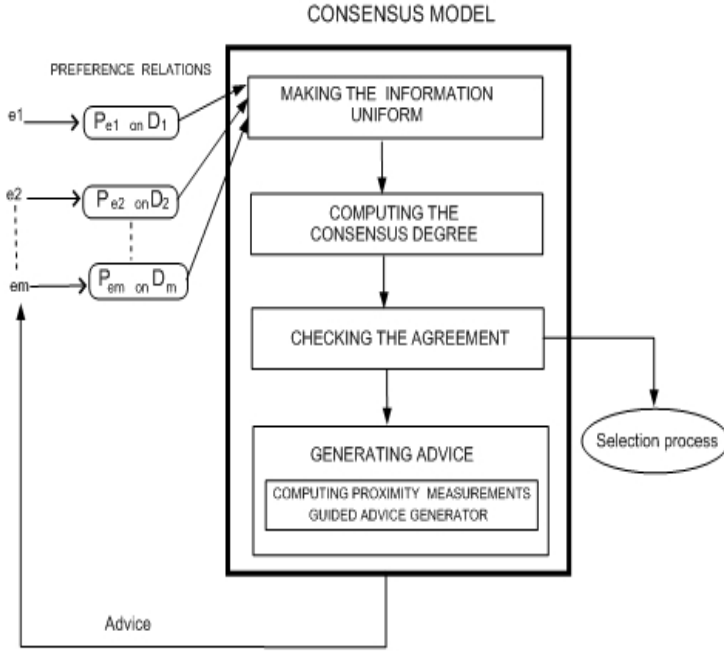 CONSENSUS MODEL
PREFERENCE RELATIONS
e1
Pe1 on D1
e2
Pe2 on D2
em
Pem on Dm
MAKING THE INFORMATION
UNIFORM
COMPUTING THE
CONSENSUS DEGREE
CHECKING THE AGREEMENT
Selection process
GENERATING ADVICE
COMPUTING PROXIMITY MEASUREMENTS
GUIDED ADVICE GENERATOR
Advice